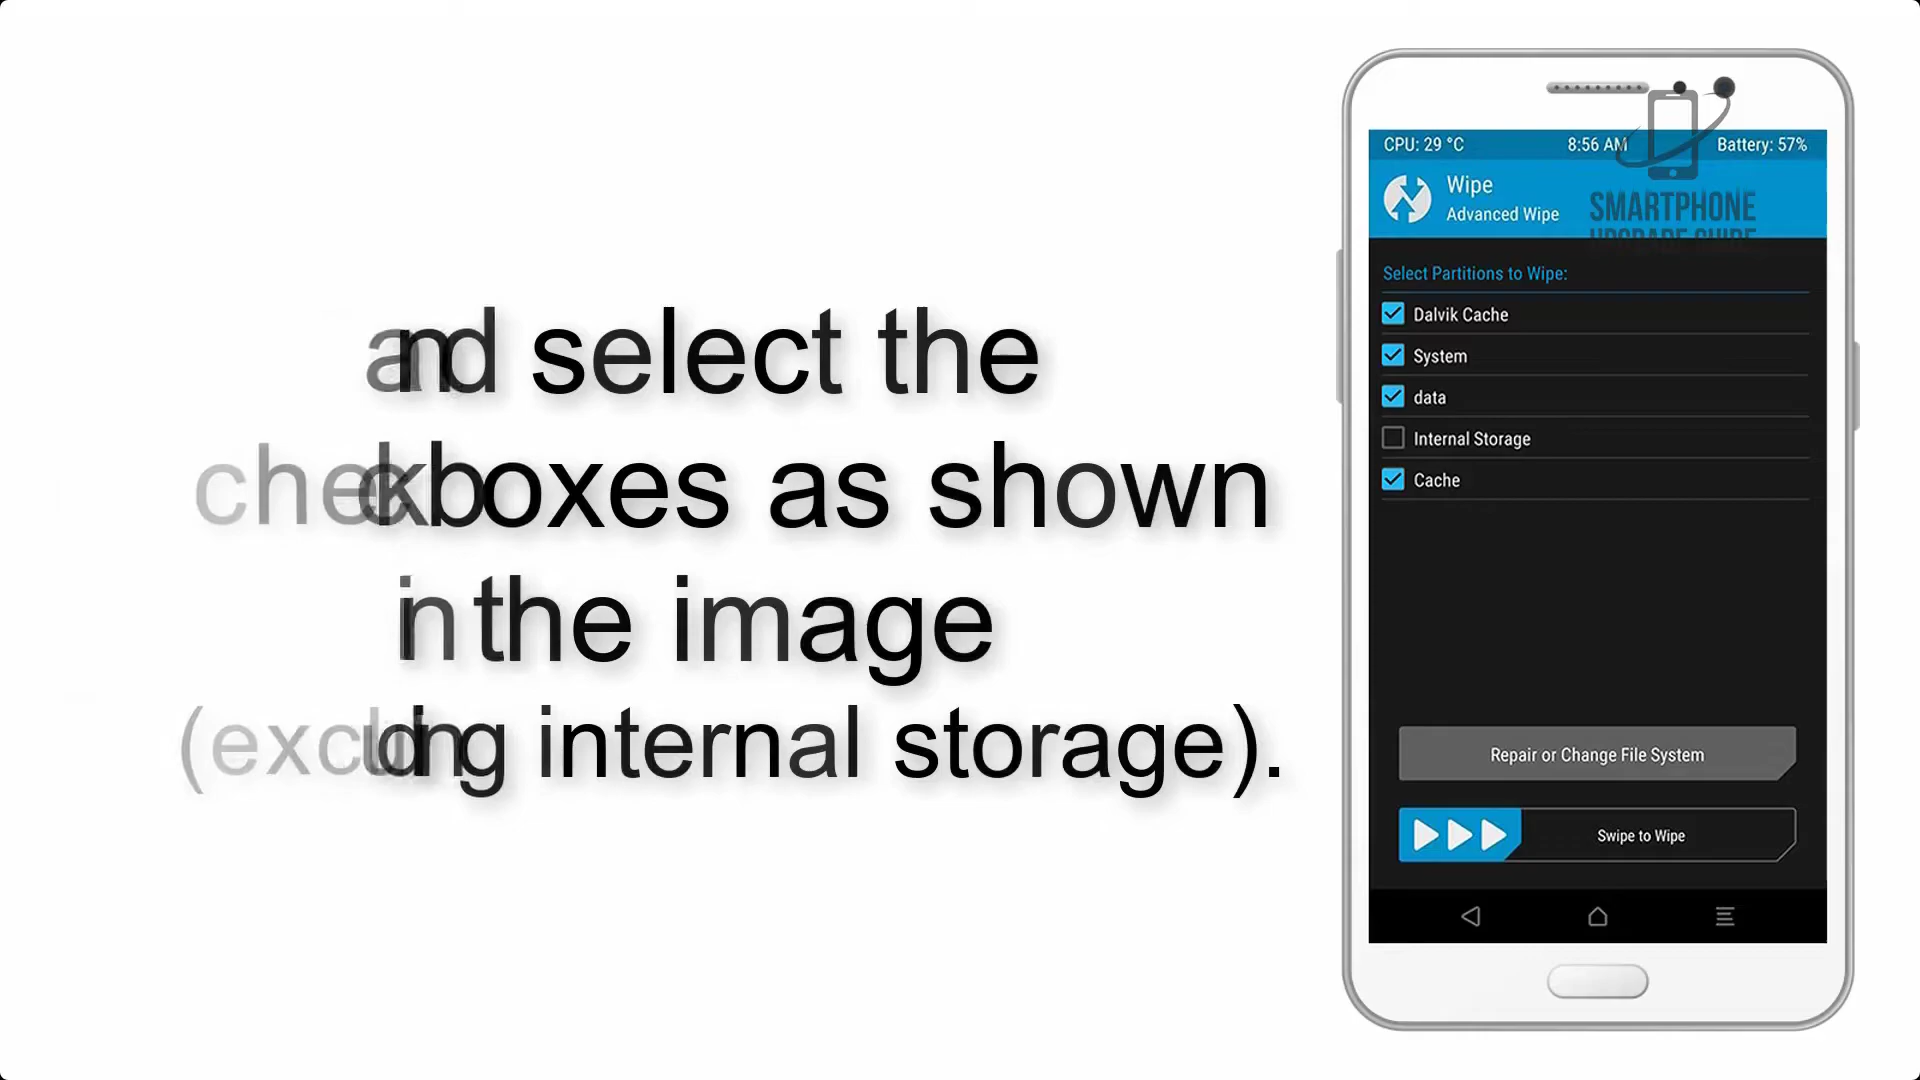 and select the
checkboxes as shown
in the image
(excluding internal storage).
CPU: 29 °C
8:56 AM
Battery: 57%
Wipe
Advanced Wipe
SMARTPHONE
UPGRADE GUIDE
Select Partitions to Wipe:
Dalvik Cache
System
data
Internal Storage
Cache
Repair or Change File System
Swipe to Wipe